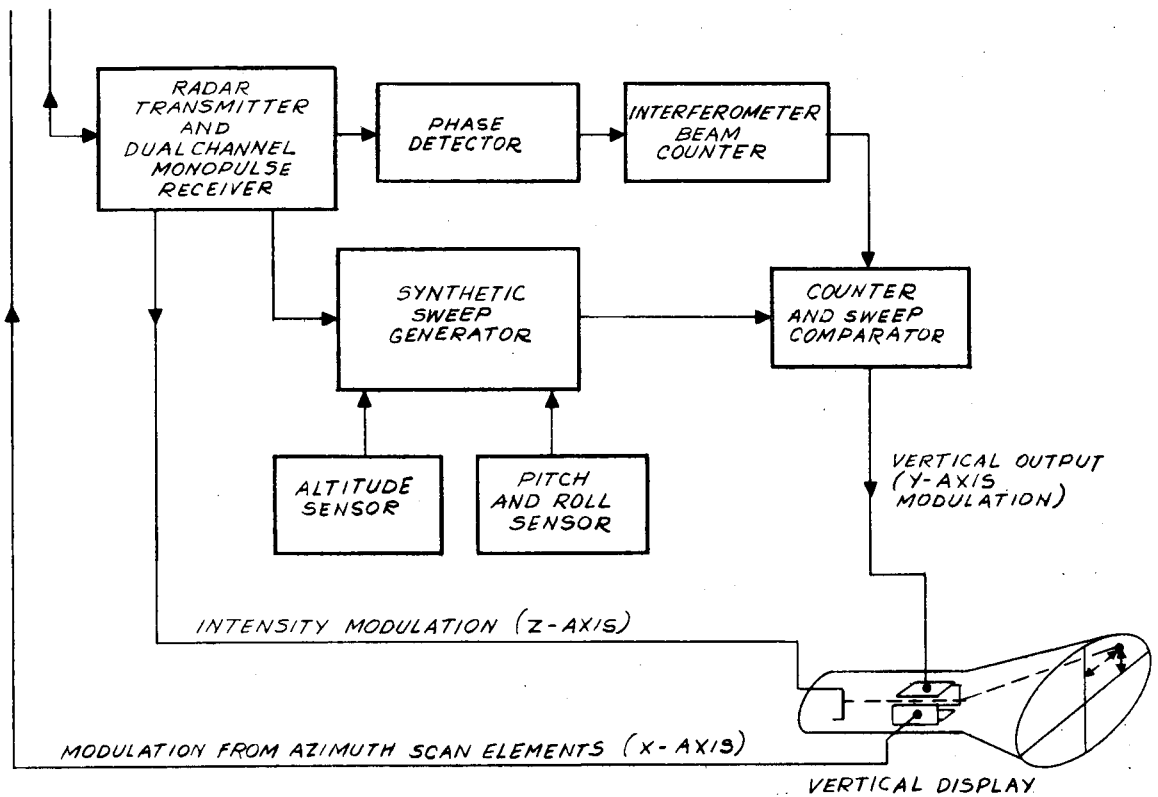 RADAR
TRANSMITTER
AND
DUAL CHANNEL
MONOPULSE
RECEIVER
PHASE
DETECTOR
INTERFEROMETER
BEAM
COUNTER
SYNTHETIC
SWEEP
GENERATOR
COUNTER
AND SWEEP
COMPARATOR
ALTITUDE
SENSOR
PITCH
AND ROLL
SENSOR
VERTICAL OUTPUT
(Y-AXIS
MODULATION)
INTENSITY MODULATION (Z-AXIS)
MODULATION FROM AZIMUTH SCAN ELEMENTS (X-AXIS)
VERTICAL DISPLAY